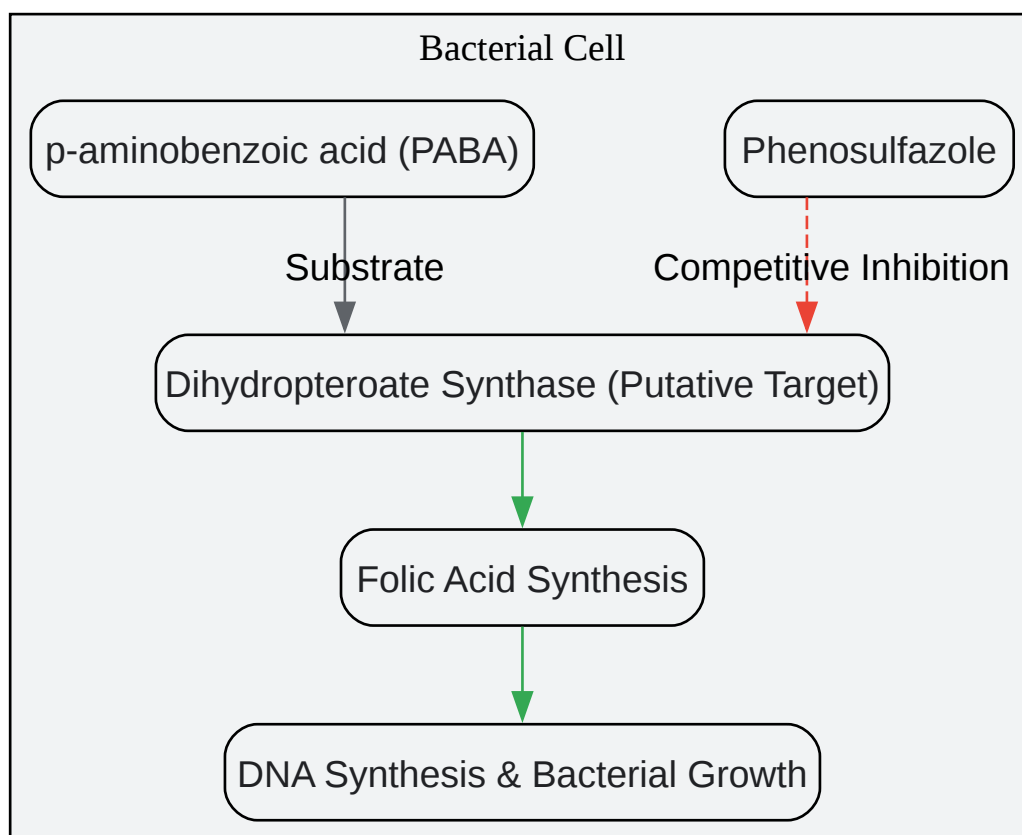 Bacterial Cell
p-aminobenzoic acid (PABA)
Phenosulfazole
Substrate
Competitive Inhibition
Dihydropteroate Synthase (Putative Target)
Folic Acid Synthesis
DNA Synthesis & Bacterial Growth